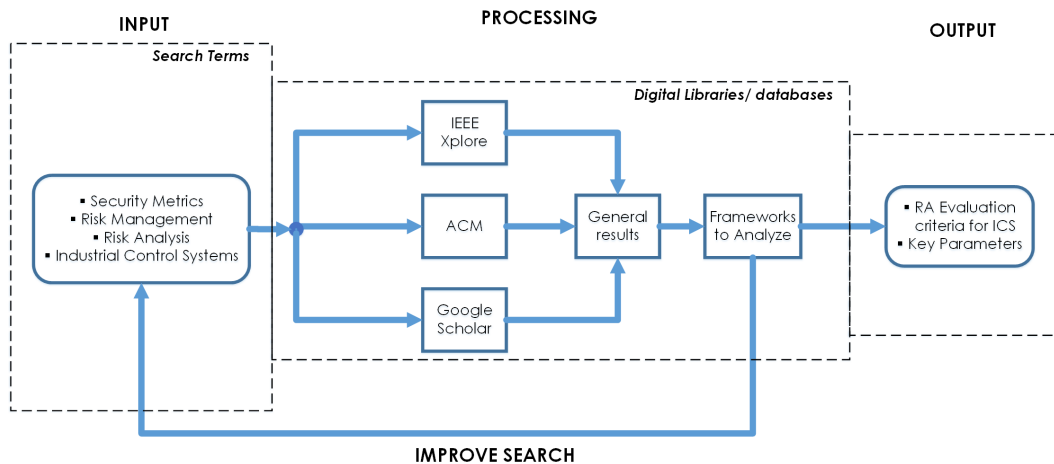 INPUT
PROCESSING
OUTPUT
Search Terms
Digital Libraries/ databases
▪ Security Metrics
▪ Risk Management
▪ Risk Analysis
▪ Industrial Control Systems
IEEE
Xplore
ACM
Google
Scholar
General
results
Frameworks
to Analyze
▪ RA Evaluation
criteria for ICS
▪ Key Parameters
IMPROVE SEARCH